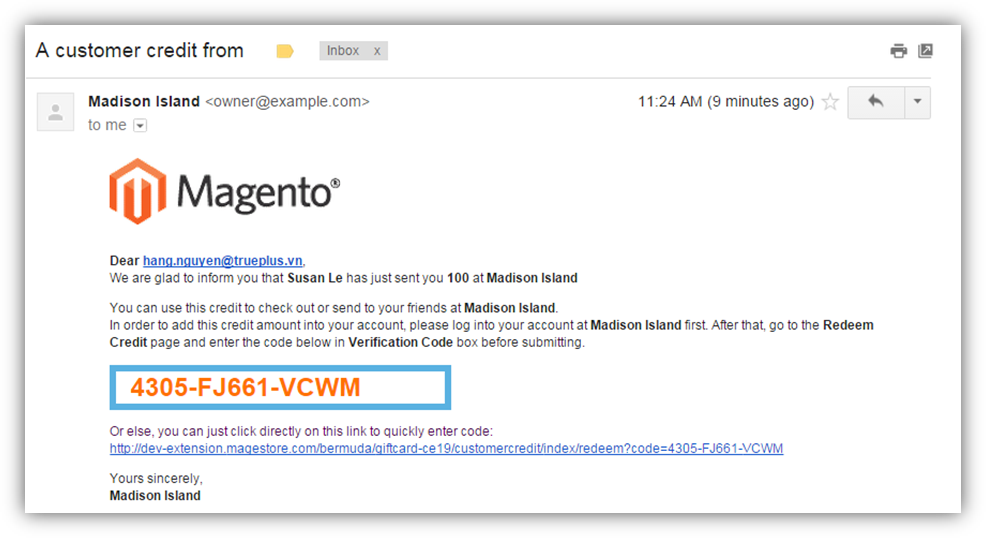 A customer credit from
Inbox x
Madison Island <owner@example.com>
11:24 AM (9 minutes ago)
to me
Magento®
Dear hang.nguyen@trueplus.vn,
We are glad to inform you that Susan Le has just sent you 100 at Madison Island
You can use this credit to check out or send to your friends at Madison Island.
In order to add this credit amount into your account, please log into your account at Madison Island first. After that, go to the Redeem
Credit page and enter the code below in Verification Code box before submitting.
4305-FJ661-VCWM
Or else, you can just click directly on this link to quickly enter code:
http://dev-extension.magestore.com/bermuda/giftcard-ce19/customercredit/index/redeem?code=4305-FJ661-VCWM
Yours sincerely,
Madison Island